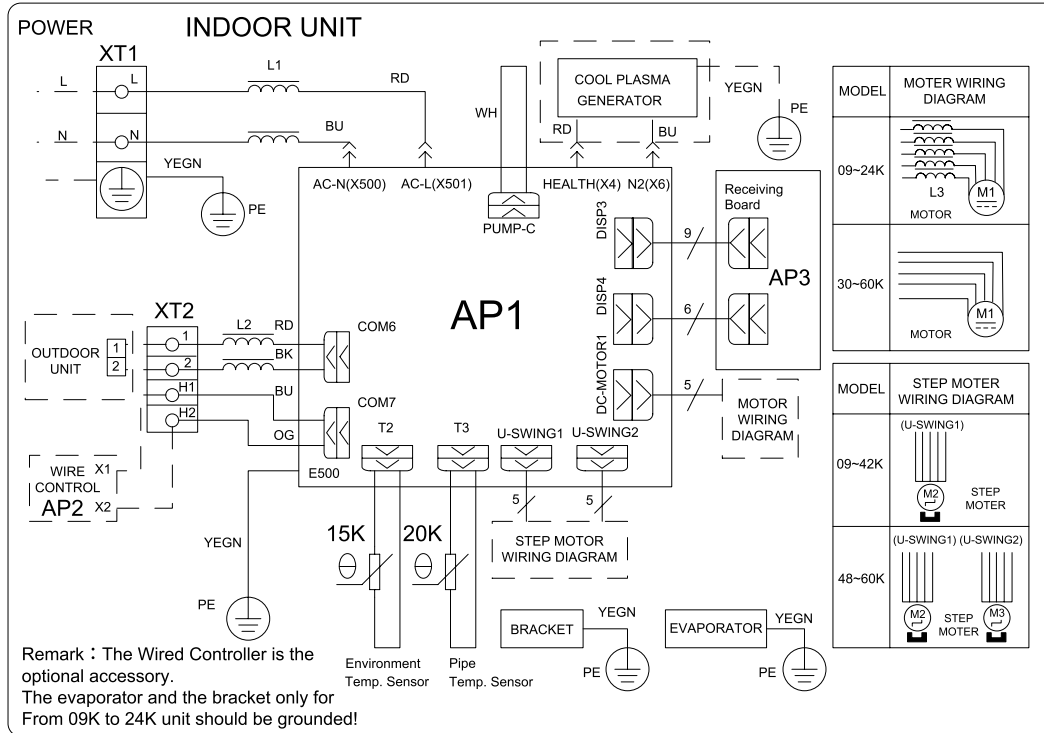 POWER
INDOOR UNIT
XT1
L
L
L1
RD
N
N
BU
YEGN
PE
WH
COOL PLASMA
GENERATOR
YEGN
PE
RD
BU
AC-N(X500)
AC-L(X501)
PUMP-C
HEALTH(X4)
N2(X6)
DISP3
9
Receiving
Board
AP3
DISP4
6
AP1
DC-MOTOR1
5
MOTOR
WIRING
DIAGRAM
XT2
OUTDOOR
UNIT
1
2
1
2
H1
H2
L2
RD
BK
BU
OG
COM6
COM7
E500
WIRE
CONTROL
AP2
X1
X2
YEGN
PE
T2
T3
U-SWING1
U-SWING2
5
5
15K
20K
STEP MOTOR
WIRING DIAGRAM
Environment
Temp. Sensor
Pipe
Temp. Sensor
BRACKET
YEGN
PE
EVAPORATOR
YEGN
PE
MODEL
MOTER WIRING
DIAGRAM
09~24K
L3
M1
MOTOR
30~60K
M1
MOTOR
MODEL
STEP MOTER
WIRING DIAGRAM
09~42K
(U-SWING1)
M2
STEP
MOTER
48~60K
(U-SWING1) (U-SWING2)
M2
STEP
MOTER
M3
Remark：The Wired Controller is the
optional accessory.
The evaporator and the bracket only for
From 09K to 24K unit should be grounded!